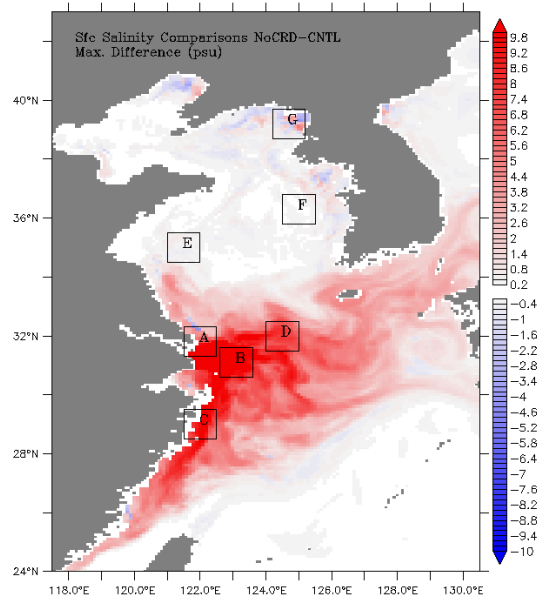 Sfc Salinity Comparisons NoCRD-CNTL
Max. Difference (psu)
40°N
36°N
32°N
28°N
24°N
G
F
E
D
A
B
C
118.0°E 120.0°E 122.0°E 124.0°E 126.0°E 128.0°E 130.0°E
9.8
9.2
8.6
8
7.4
6.8
6.2
5.6
5
4.4
3.8
3.2
2.6
2
1.4
0.8
0.2
-0.4
-1
-1.6
-2.2
-2.8
-3.4
-4
-4.6
-5.2
-5.8
-6.4
-7
-7.6
-8.2
-8.8
-9.4
-10